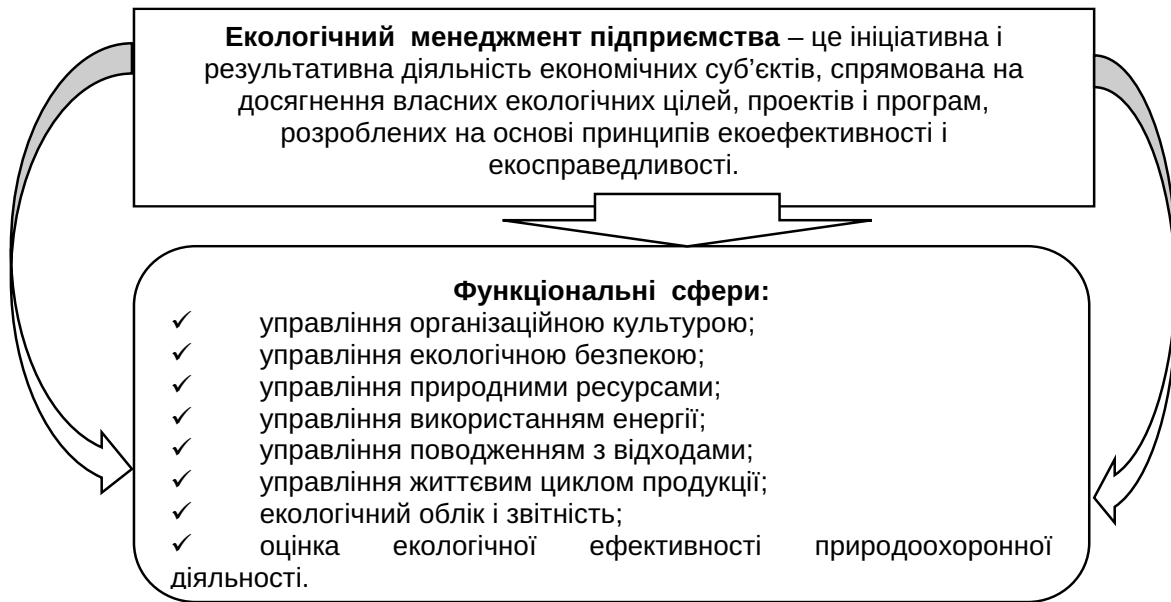 Екологічний менеджмент підприємства – це ініціативна і
результативна діяльність економічних суб’єктів, спрямована на
досягнення власних екологічних цілей, проектів і програм,
розроблених на основі принципів екоефективності і
екосправедливості.
Функціональні сфери:
✓ управління організаційною культурою;
✓ управління екологічною безпекою;
✓ управління природними ресурсами;
✓ управління використанням енергії;
✓ управління поводженням з відходами;
✓ управління життєвим циклом продукції;
✓ екологічний облік і звітність;
✓ оцінка екологічної ефективності природоохоронної
діяльності.